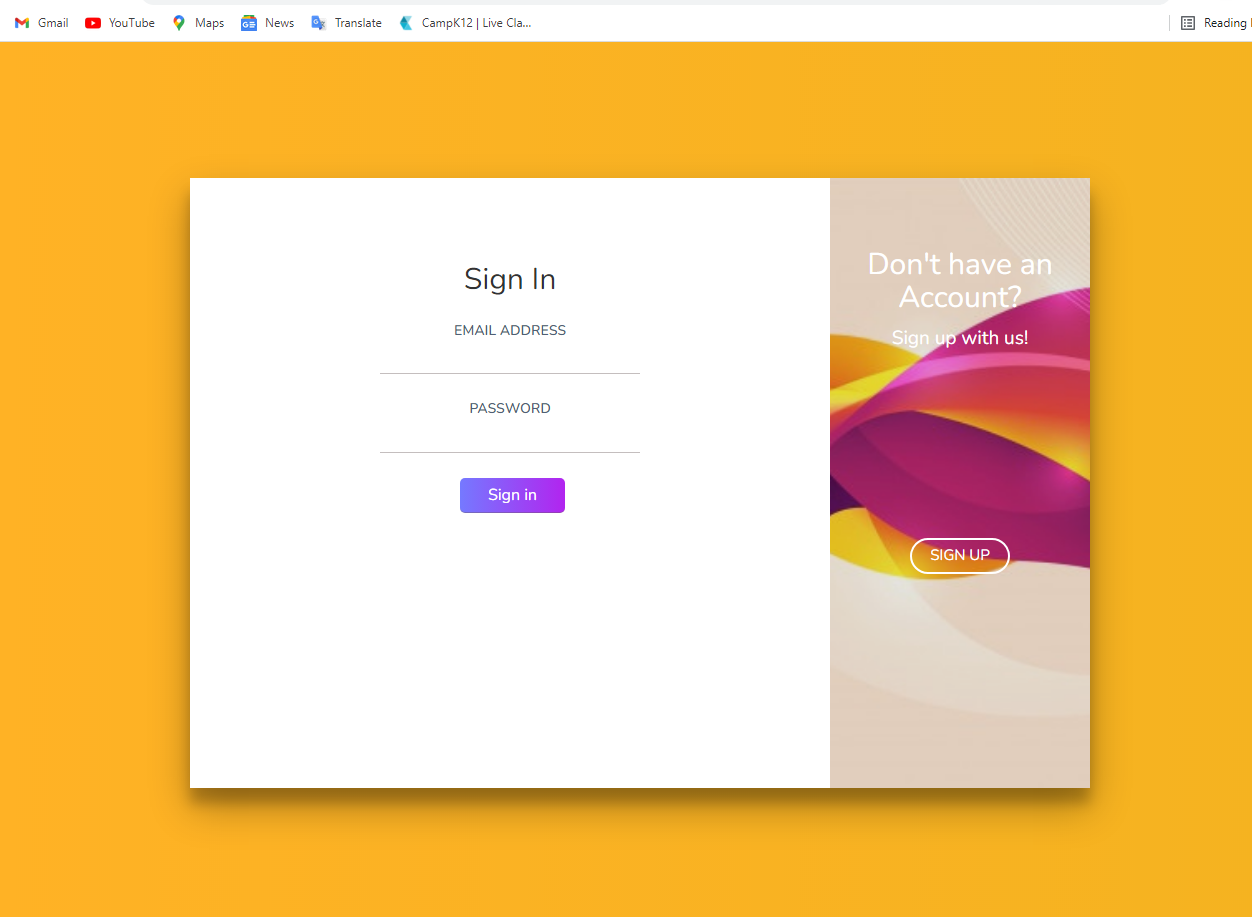 Gmail YouTube Maps News Translate CampK12 | Live Cla... Reading
Sign In
EMAIL ADDRESS
PASSWORD
Sign in
Don't have an
Account?
Sign up with us!
SIGN UP